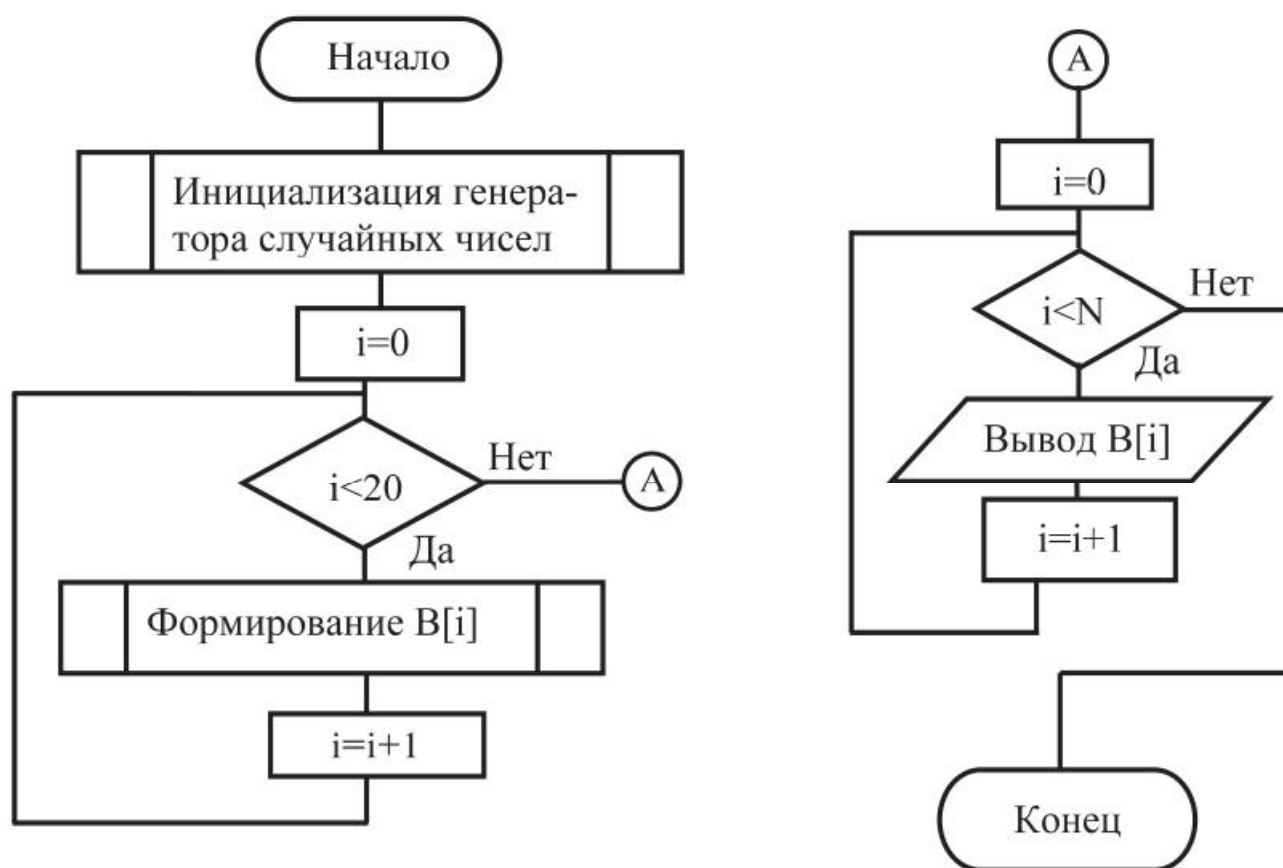 Начало
Инициализация генера-
тора случайных чисел
i=0
i<20
Нет
A
Да
Формирование B[i]
i=i+1
A
i=0
i<N
Нет
Да
Вывод B[i]
i=i+1
Конец